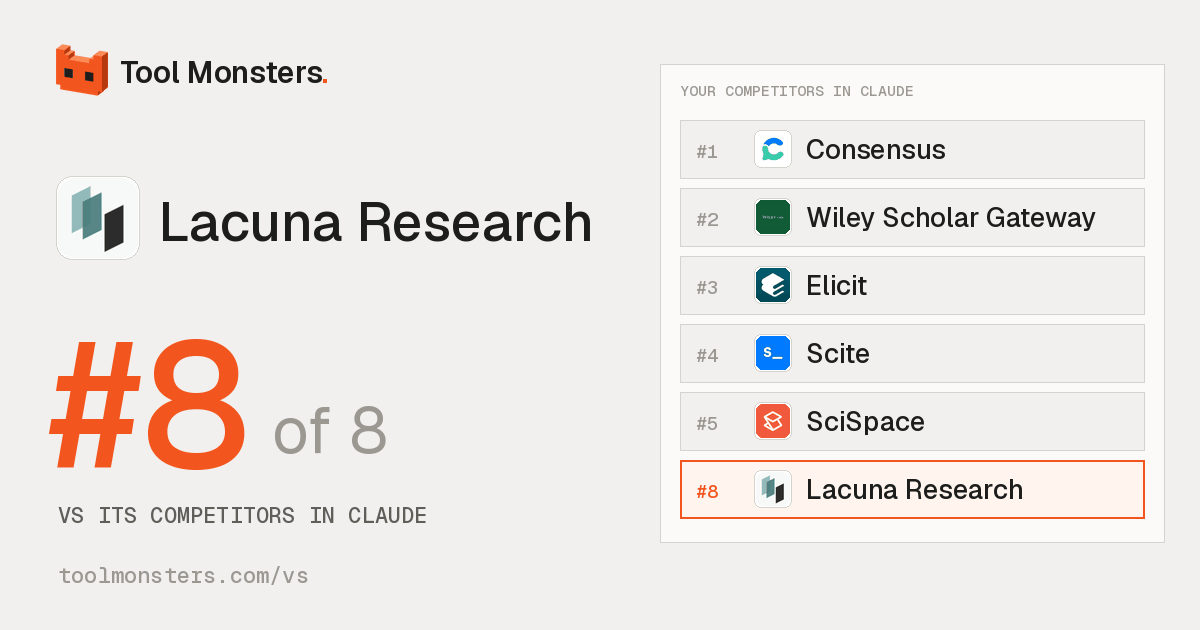 Tool Monsters.
Lacuna Research
#8 of 8
VS ITS COMPETITORS IN CLAUDE
toolmonsters.com/vs
YOUR COMPETITORS IN CLAUDE
#1 Consensus
#2 Wiley Scholar Gateway
#3 Elicit
#4 S_ Scite
#5 SciSpace
#8 Lacuna Research